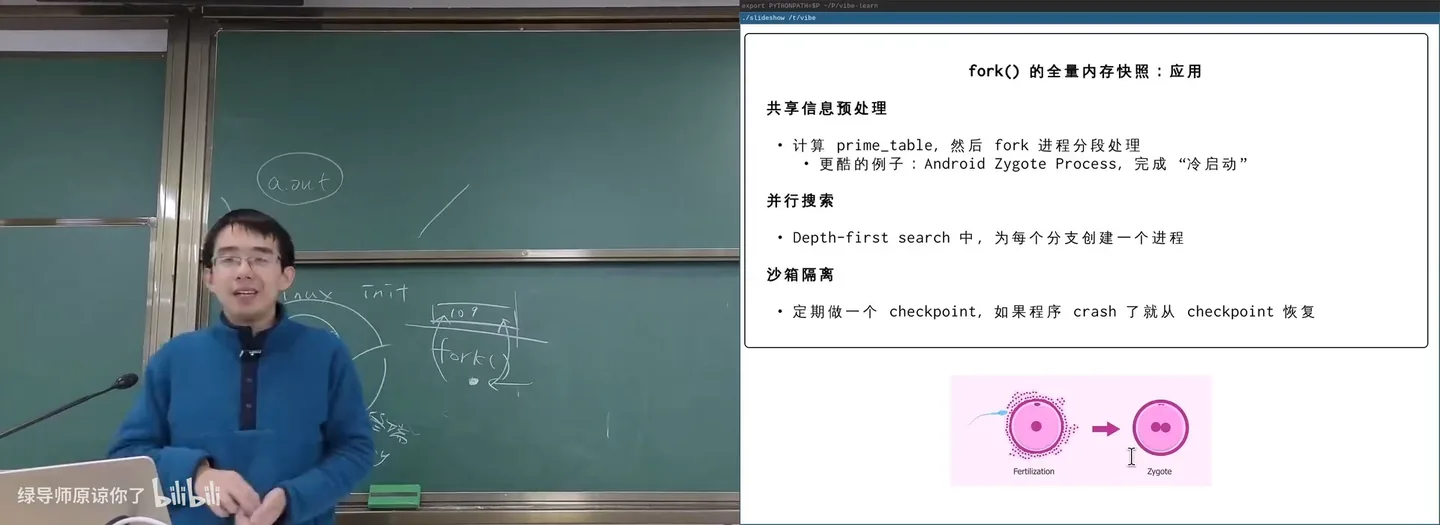 a.out
init
109
fork()
绿导师原谅你了 bilibili
export PYTHONPATH=$P ~/P/vibe-learn
./slideshow /t/vibe
fork() 的全量内存快照：应用
共享信息预处理
• 计算 prime_table, 然后 fork 进程分段处理
• 更酷的例子：Android Zygote Process, 完成 “冷启动”
并行搜索
• Depth-first search 中, 为每个分支创建一个进程
沙箱隔离
• 定期做一个 checkpoint, 如果程序 crash 了就从 checkpoint 恢复
Fertilization
Zygote